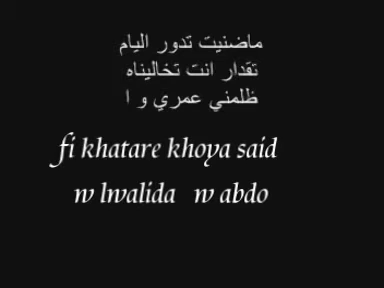 ماضنيت تدور اليام
تقدار انت تخاليناه
ظلمني عمري و ا
fi khatare khoya said
w lwalida w abdo